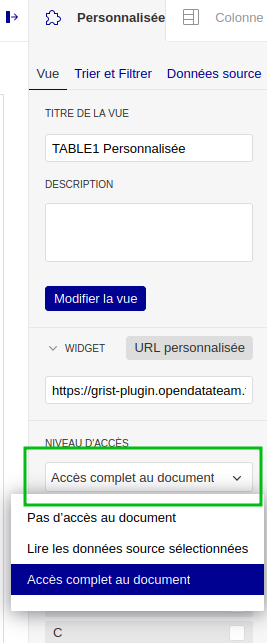 Personnalisée
Colonne
Vue
Trier et Filtrer
Données source
TITRE DE LA VUE
TABLE1 Personnalisée
DESCRIPTION
Modifier la vue
WIDGET
URL personnalisée
https://grist-plugin.opendatateam.
NIVEAU D'ACCÈS
Accès complet au document
Pas d'accès au document
Lire les données source sélectionnées
Accès complet au document
C